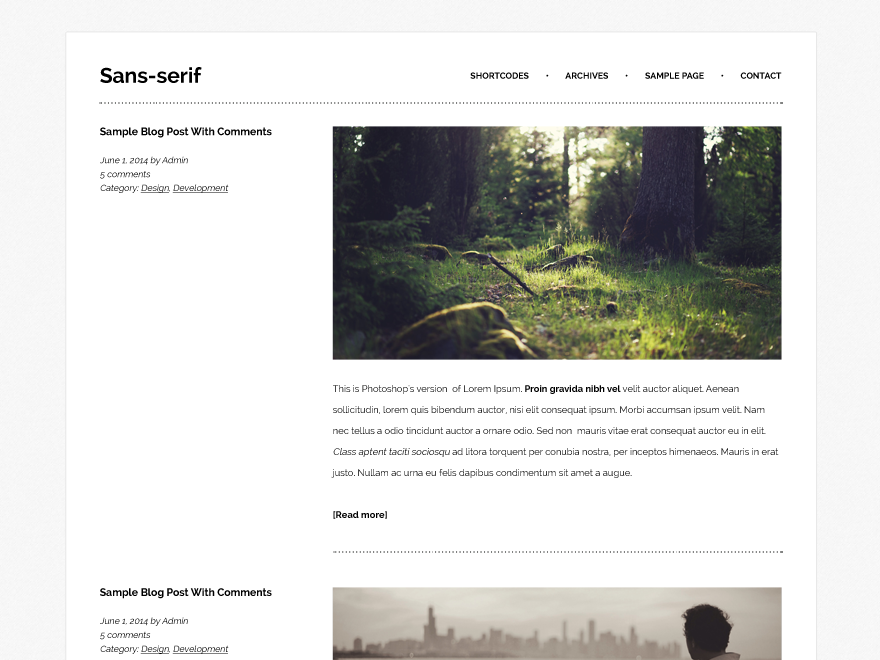 Sans-serif
SHORTCODES • ARCHIVES • SAMPLE PAGE • CONTACT
Sample Blog Post With Comments
June 1, 2014 by Admin
5 comments
Category: Design, Development
This is Photoshop's version of Lorem Ipsum. Proin gravida nibh vel velit auctor aliquet. Aenean
sollicitudin, lorem quis bibendum auctor, nisi elit consequat ipsum. Morbi accumsan ipsum velit. Nam
nec tellus a odio tincidunt auctor a ornare odio. Sed non mauris vitae erat consequat auctor eu in elit.
Class aptent taciti sociosqu ad litora torquent per conubia nostra, per inceptos himenaeos. Mauris in erat
justo. Nullam ac urna eu felis dapibus condimentum sit amet a augue.
[Read more]
Sample Blog Post With Comments
June 1, 2014 by Admin
5 comments
Category: Design, Development